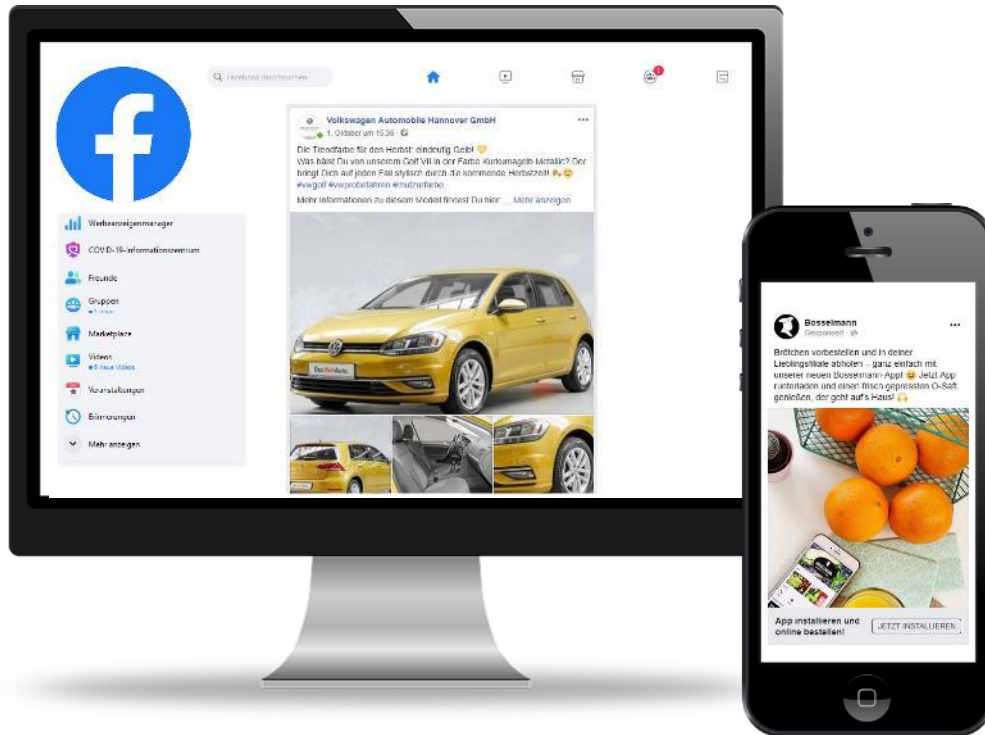 Facebook durchsuchen
1
Volkswagen Automobile Hannover GmbH
1. Oktober um 15:36
Die Trendfarbe für den Herbst: eindeutig Gelb! 💛
Was hälst Du von unserem Golf VII in der Farbe Kurkumagelb Metallic? Der
bringt Dich auf jeden Fall stylisch durch die kommende Herbstzeit! 🍂😊
#vwgolf #vwprobefahren #mutzurfarbe
Mehr Informationen zu diesem Modell findest Du hier: ... Mehr anzeigen
DasWeltAuto
Werbeanzeigenmanager
COVID-19-Informationszentrum
Freunde
Gruppen
Marketplace
Videos
Veranstaltungen
Erinnerungen
Mehr anzeigen
Bosselmann
Gesponsert
Brötchen vorbestellen und in deiner
Lieblingsfiliale abholen – ganz einfach mit
unserer neuen Bosselmann-App! 😀 Jetzt App
runterladen und einen frisch gepressten O-Saft
genießen, der geht auf's Haus! 🙌
App installieren und
online bestellen!
JETZT INSTALLIEREN